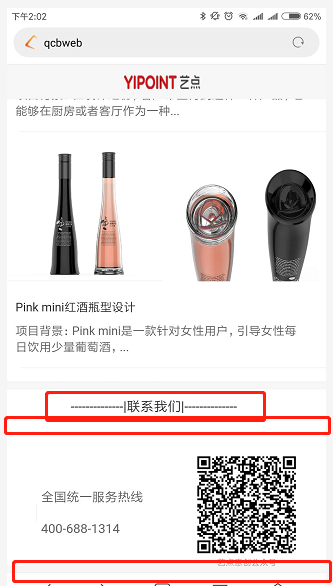 下午2:02
62%
qcbweb
YIPOINT 艺点
能够在厨房或者客厅作为一种...
Pink mini红酒瓶型设计
项目背景：Pink mini是一款针对女性用户，引导女性每
日饮用少量葡萄酒，...
--------------|联系我们|--------------
全国统一服务热线
400-688-1314